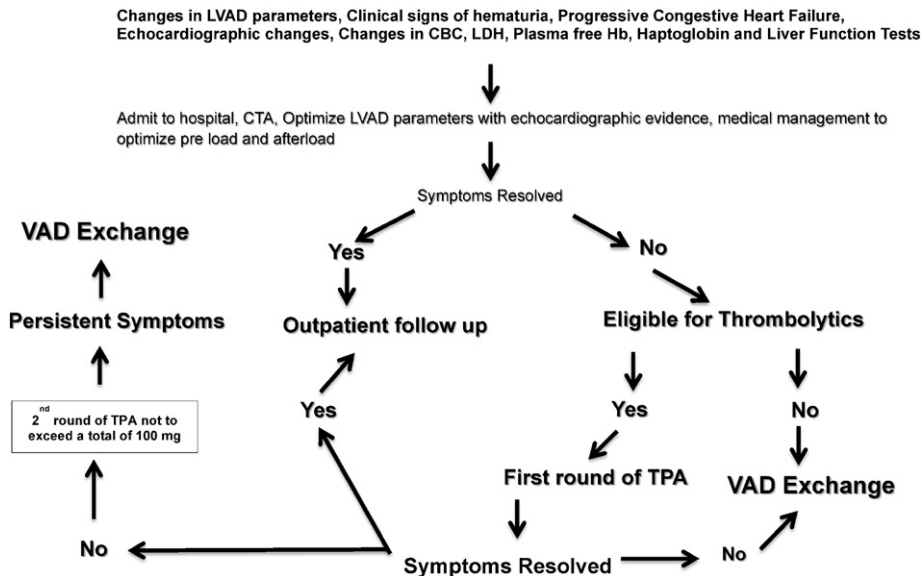 Changes in LVAD parameters, Clinical signs of hematuria, Progressive Congestive Heart Failure,
Echocardiographic changes, Changes in CBC, LDH, Plasma free Hb, Haptoglobin and Liver Function Tests
Admit to hospital, CTA, Optimize LVAD parameters with echocardiographic evidence, medical management to
optimize pre load and afterload
Symptoms Resolved
Yes
No
Outpatient follow up
Eligible for Thrombolytics
Yes
No
First round of TPA
VAD Exchange
Symptoms Resolved
No
Yes
No
2nd round of TPA not to
exceed a total of 100 mg
Persistent Symptoms
VAD Exchange